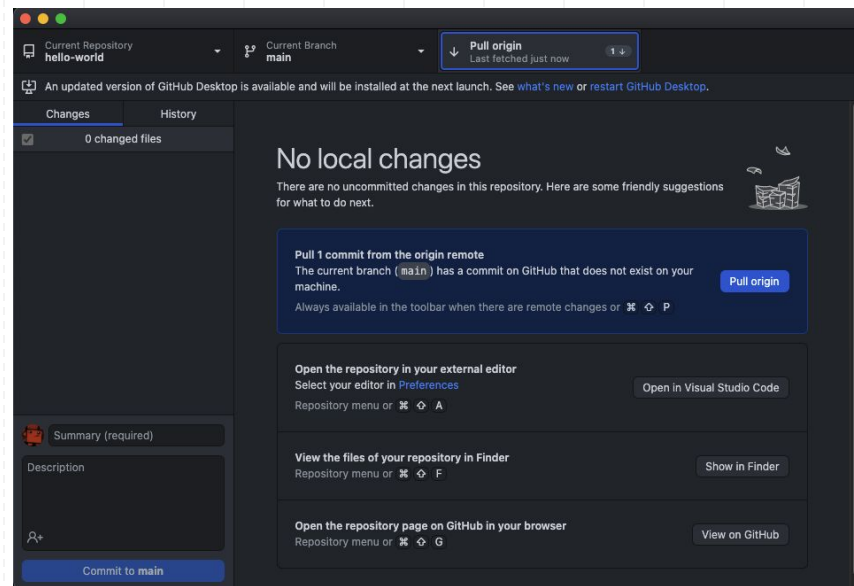 Current Repository
hello-world
Current Branch
main
Pull origin
Last fetched just now
1 ↓
An updated version of GitHub Desktop is available and will be installed at the next launch. See what's new or restart GitHub Desktop.
Changes
History
0 changed files
No local changes
There are no uncommitted changes in this repository. Here are some friendly suggestions
for what to do next.
Pull 1 commit from the origin remote
The current branch (main) has a commit on GitHub that does not exist on your
machine.
Always available in the toolbar when there are remote changes or ⌘ ⇧ P
Pull origin
Open the repository in your external editor
Select your editor in Preferences
Repository menu or ⌘ ⇧ A
Open in Visual Studio Code
View the files of your repository in Finder
Repository menu or ⌘ ⇧ F
Show in Finder
Open the repository page on GitHub in your browser
Repository menu or ⌘ ⇧ G
View on GitHub
Summary (required)
Description
Commit to main